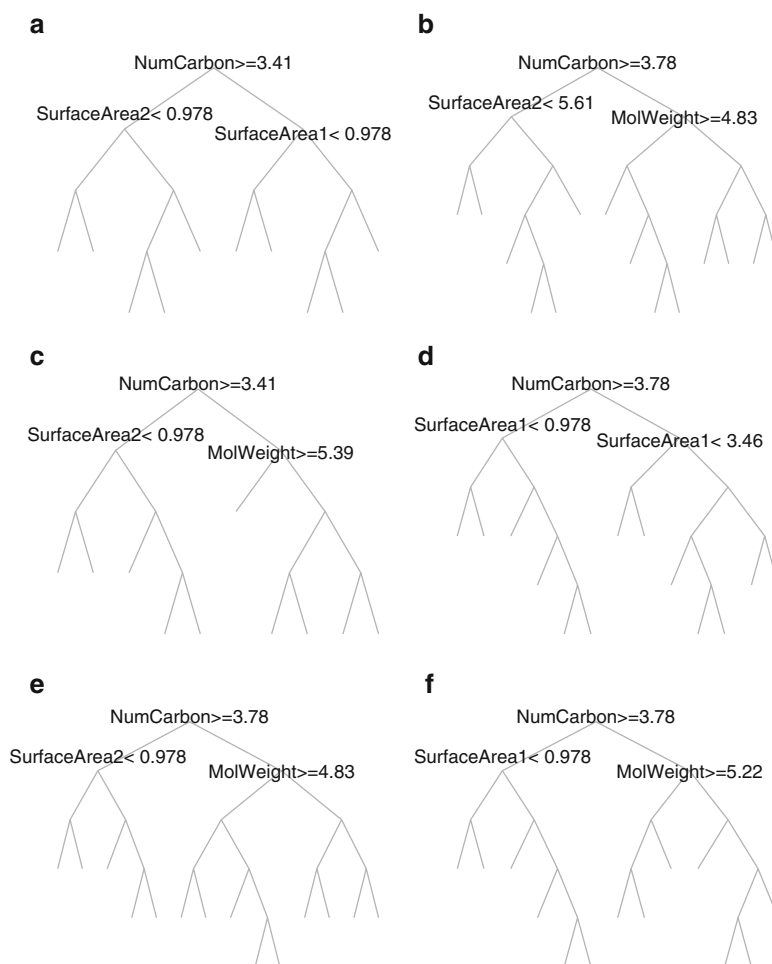 a
NumCarbon>=3.41
SurfaceArea2< 0.978
SurfaceArea1< 0.978
b
NumCarbon>=3.78
SurfaceArea2< 5.61
MolWeight>=4.83
c
NumCarbon>=3.41
SurfaceArea2< 0.978
MolWeight>=5.39
d
NumCarbon>=3.78
SurfaceArea1< 0.978
SurfaceArea1< 3.46
e
NumCarbon>=3.78
SurfaceArea2< 0.978
MolWeight>=4.83
f
NumCarbon>=3.78
SurfaceArea1< 0.978
MolWeight>=5.22